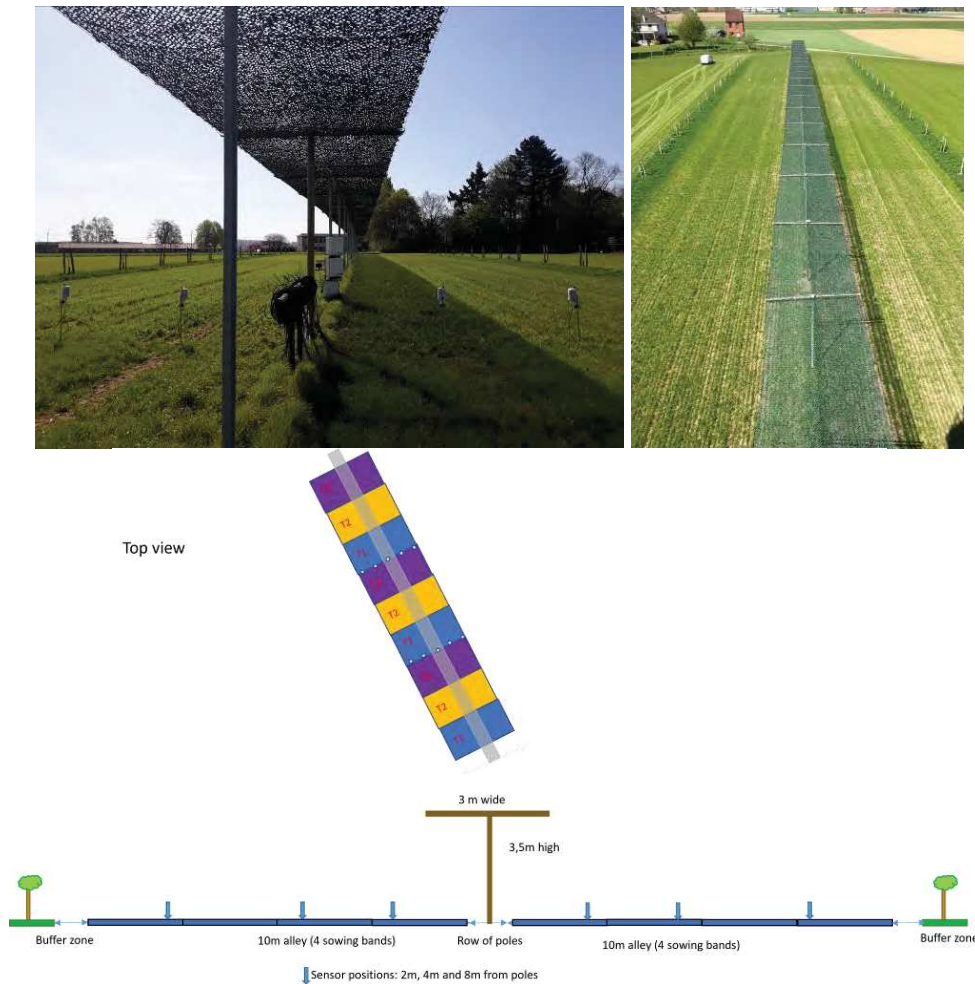 T2
Top view
T1
T2
T1
T2
T1
3 m wide
3,5m high
Buffer zone
10m alley (4 sowing bands)
Row of poles
10m alley (4 sowing bands)
Buffer zone
Sensor positions: 2m, 4m and 8m from poles